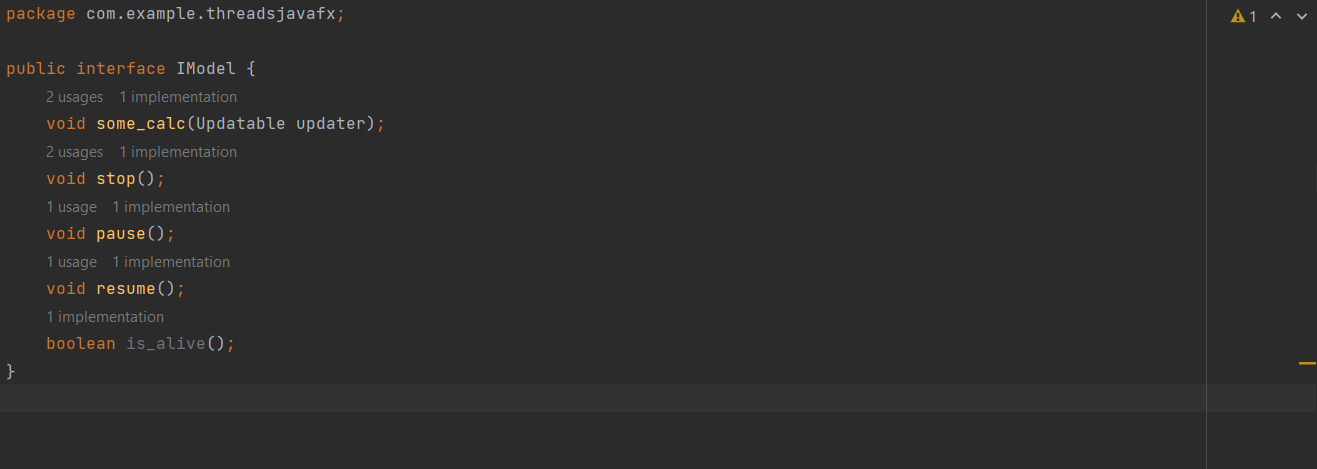 package com.example.threadsjavafx;
1
public interface IModel {
2 usages 1 implementation
void some_calc(Updatable updater);
2 usages 1 implementation
void stop();
1 usage 1 implementation
void pause();
1 usage 1 implementation
void resume();
1 implementation
boolean is_alive();
}